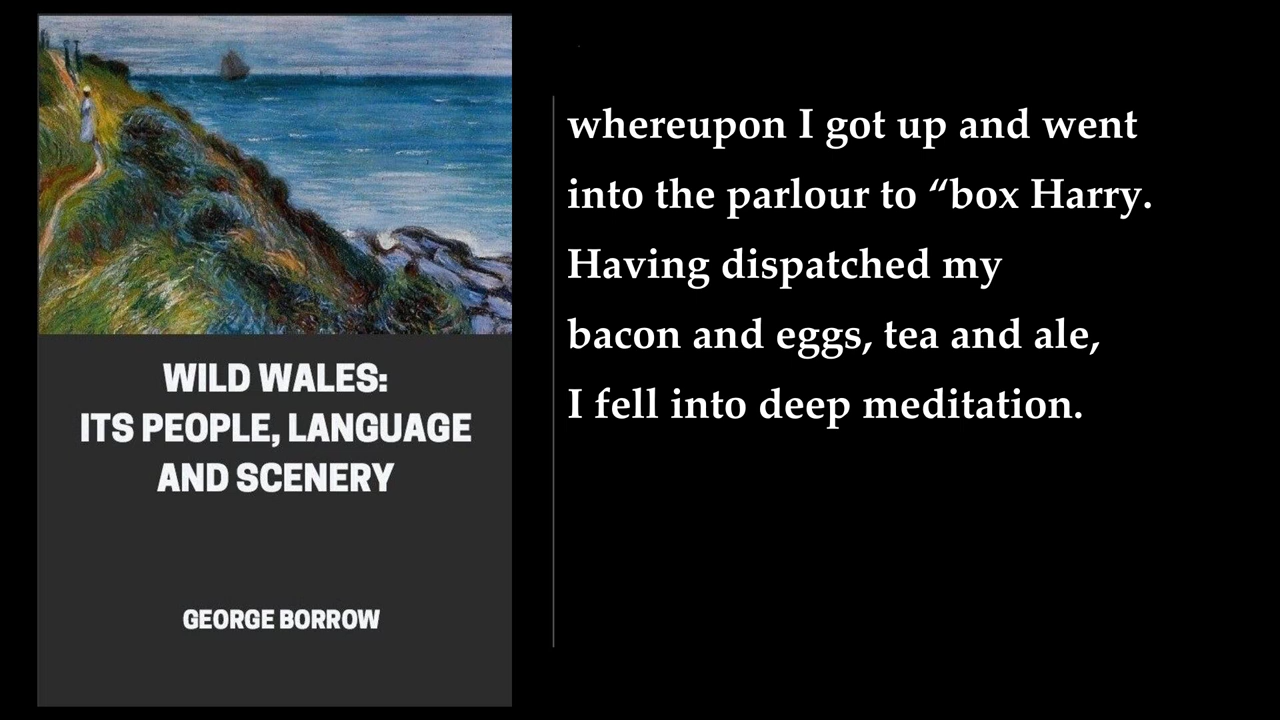 WILD WALES:
ITS PEOPLE, LANGUAGE
AND SCENERY
GEORGE BORROW
whereupon I got up and went
into the parlour to “box Harry.
Having dispatched my
bacon and eggs, tea and ale,
I fell into deep meditation.